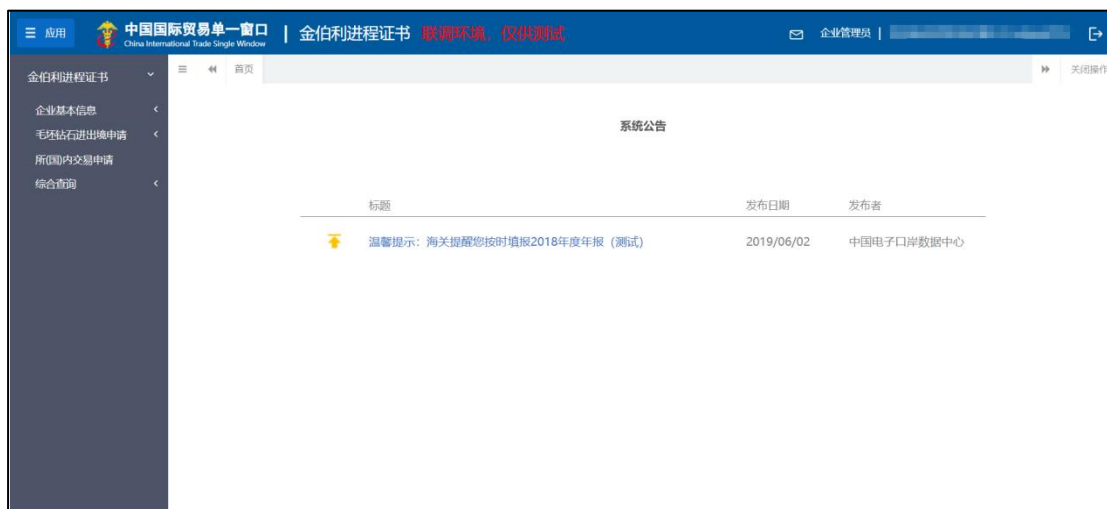 应用
中国国际贸易单一窗口
China International Trade Single Window
金伯利进程证书 联调环境，仅供测试
企业管理员
金伯利进程证书
首页
关闭操作
企业基本信息
毛坯钻石进出境申请
所(国)内交易申请
综合查询
系统公告
标题 发布日期 发布者
温馨提示：海关提醒您按时填报2018年度年报（测试） 2019/06/02 中国电子口岸数据中心